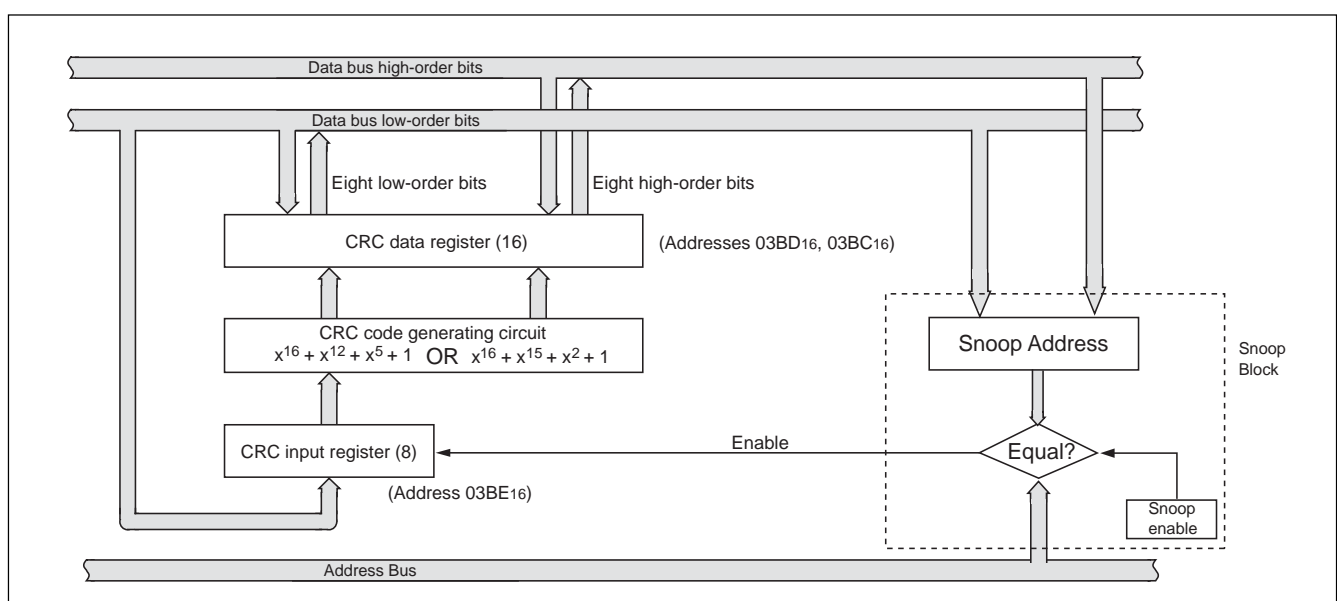 Data bus high-order bits
Data bus low-order bits
Eight low-order bits
Eight high-order bits
CRC data register (16)
(Addresses 03BD16, 03BC16)
CRC code generating circuit
x16 + x12 + x5 + 1 OR x16 + x15 + x2 + 1
Snoop Address
Snoop
Block
CRC input register (8)
Enable
Equal?
(Address 03BE16)
Snoop
enable
Address Bus